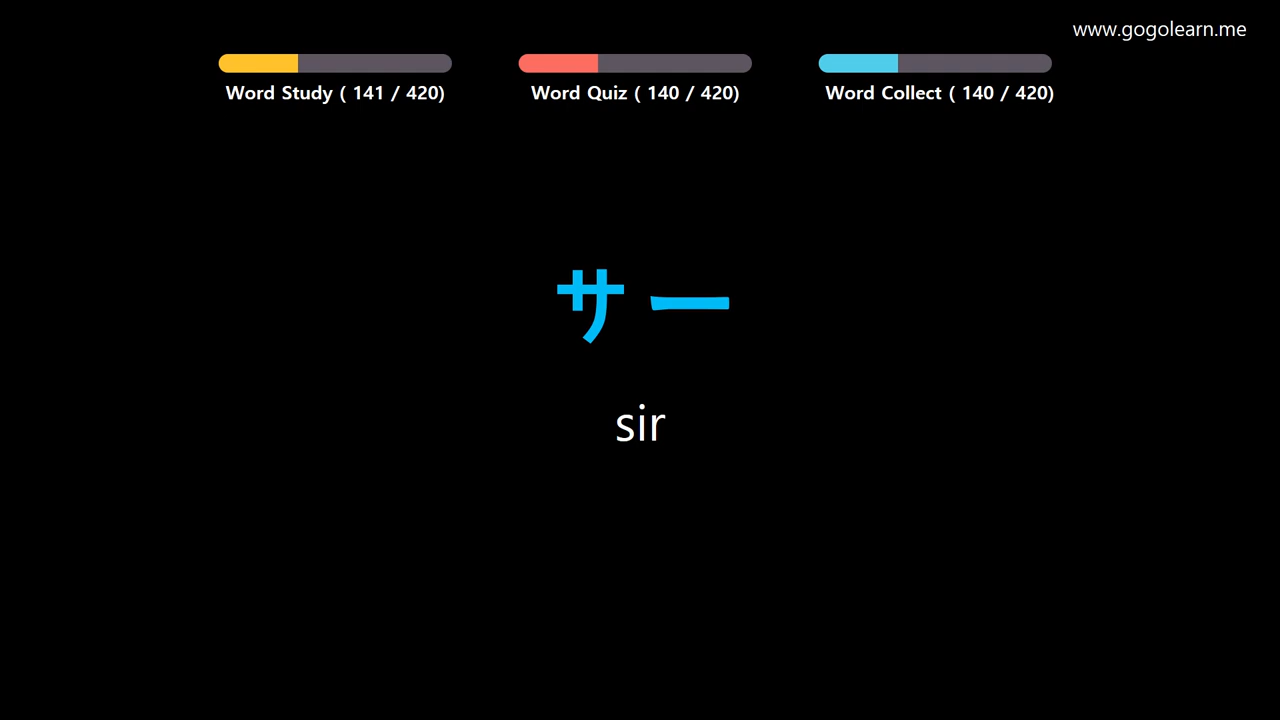 www.gogolearn.me
Word Study ( 141 / 420)
Word Quiz ( 140 / 420)
Word Collect ( 140 / 420)
サー
sir